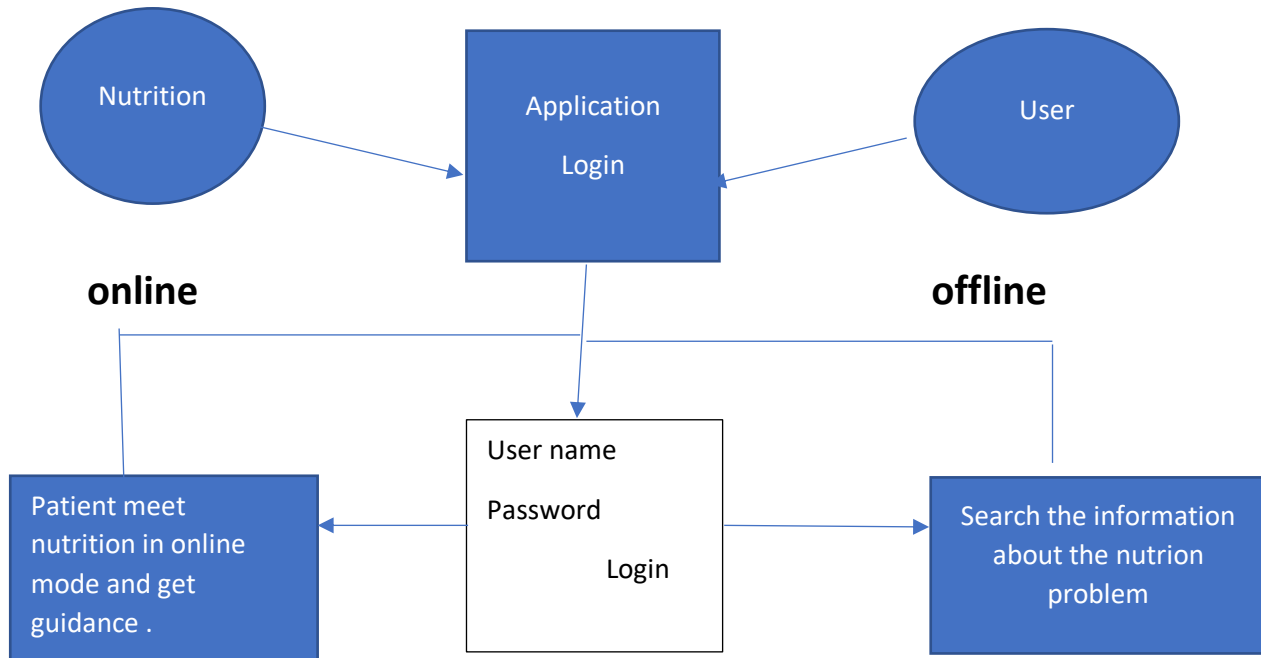 Nutrition
Application
Login
User
online
offline
User name
Password
Login
Patient meet
nutrition in online
mode and get
guidance .
Search the information
about the nutrion
problem